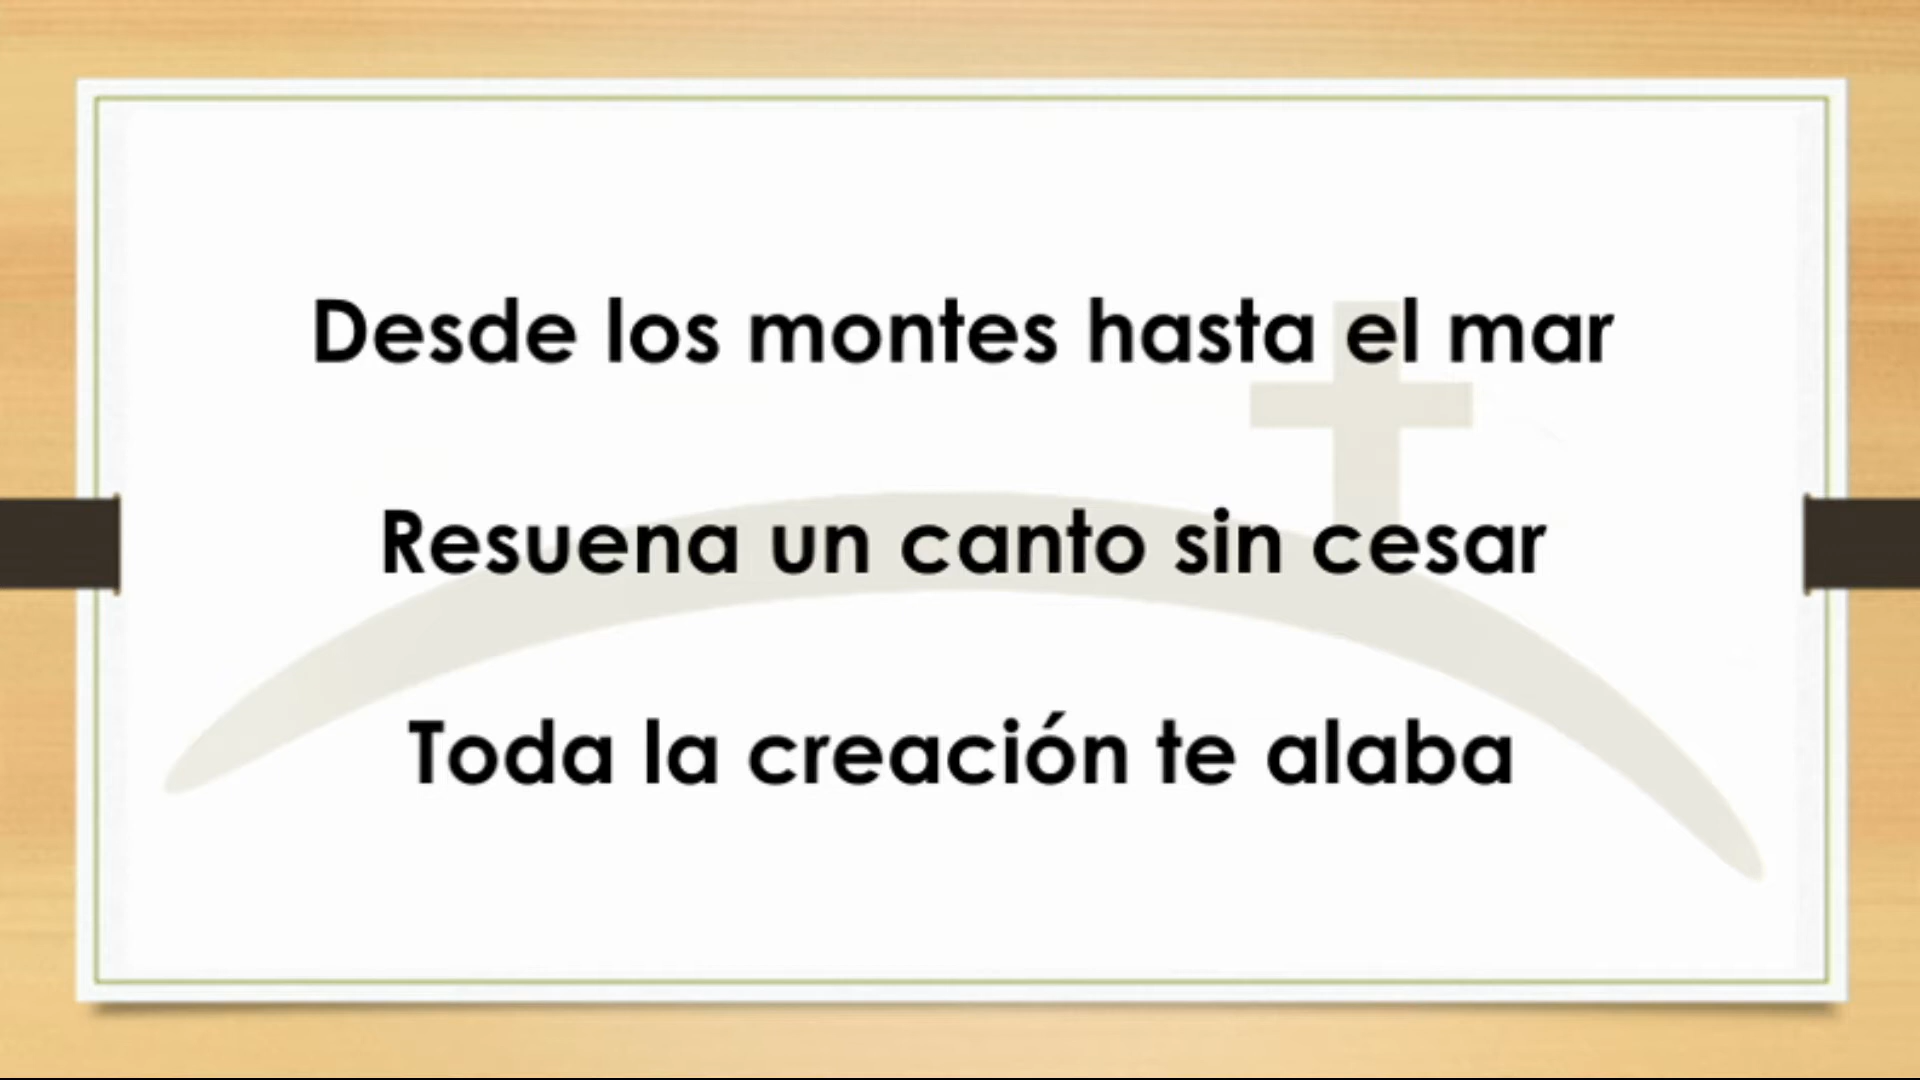 Desde los montes hasta el mar
Resuena un canto sin cesar
Toda la creación te alaba